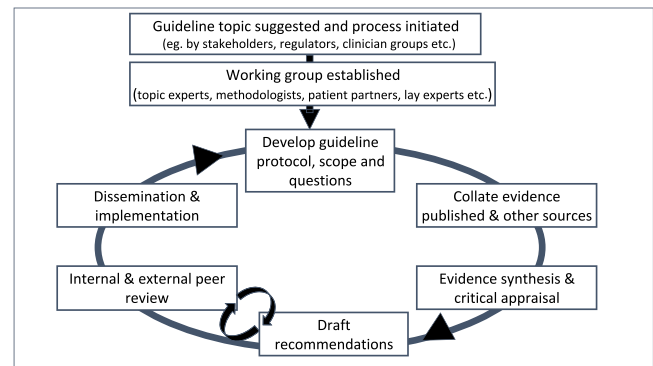 Guideline topic suggested and process initiated
(eg. by stakeholders, regulators, clinician groups etc.)
Working group established
(topic experts, methodologists, patient partners, lay experts etc.)
Develop guideline
protocol, scope and
questions
Dissemination &
implementation
Collate evidence
published & other sources
Internal & external peer
review
Evidence synthesis &
critical appraisal
Draft
recommendations